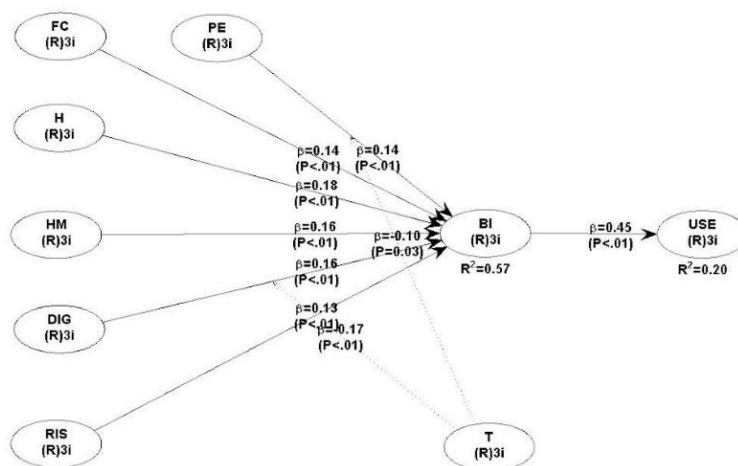 FC
(R)3i
PE
(R)3i
H
(R)3i
β=0.14
(P<.01)
β=0.14
(P<.01)
β=0.18
(P<.01)
HM
(R)3i
β=0.16
(P<.01)
β=-0.10
(P=0.03)
BI
(R)3i
R²=0.57
β=0.45
(P<.01)
USE
(R)3i
R²=0.20
β=0.16
(P<.01)
DIG
(R)3i
β=0.13
(P<.01)
β=-0.17
(P<.01)
RIS
(R)3i
T
(R)3i